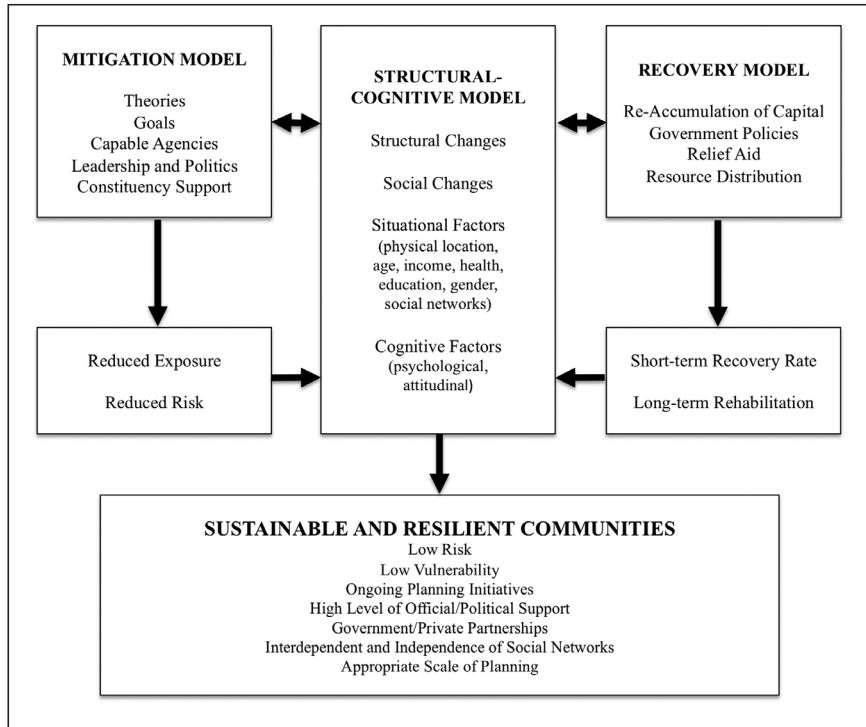 MITIGATION MODEL
Theories
Goals
Capable Agencies
Leadership and Politics
Constituency Support
STRUCTURAL-
COGNITIVE MODEL
Structural Changes
Social Changes
Situational Factors
(physical location,
age, income, health,
education, gender,
social networks)
Cognitive Factors
(psychological,
attitudinal)
RECOVERY MODEL
Re-Accumulation of Capital
Government Policies
Relief Aid
Resource Distribution
Reduced Exposure
Reduced Risk
Short-term Recovery Rate
Long-term Rehabilitation
SUSTAINABLE AND RESILIENT COMMUNITIES
Low Risk
Low Vulnerability
Ongoing Planning Initiatives
High Level of Official/Political Support
Government/Private Partnerships
Interdependent and Independence of Social Networks
Appropriate Scale of Planning